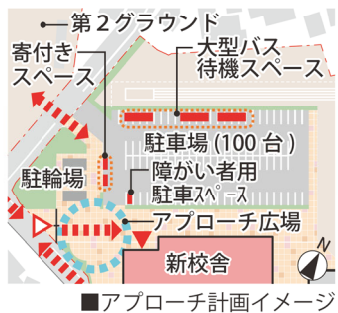 第２グラウンド
寄付き
スペース
大型バス
待機スペース
駐車場(100台)
駐輪場
障がい者用
駐車ｽﾍﾟｰｽ
アプローチ広場
新校舎
N
■アプローチ計画イメージ